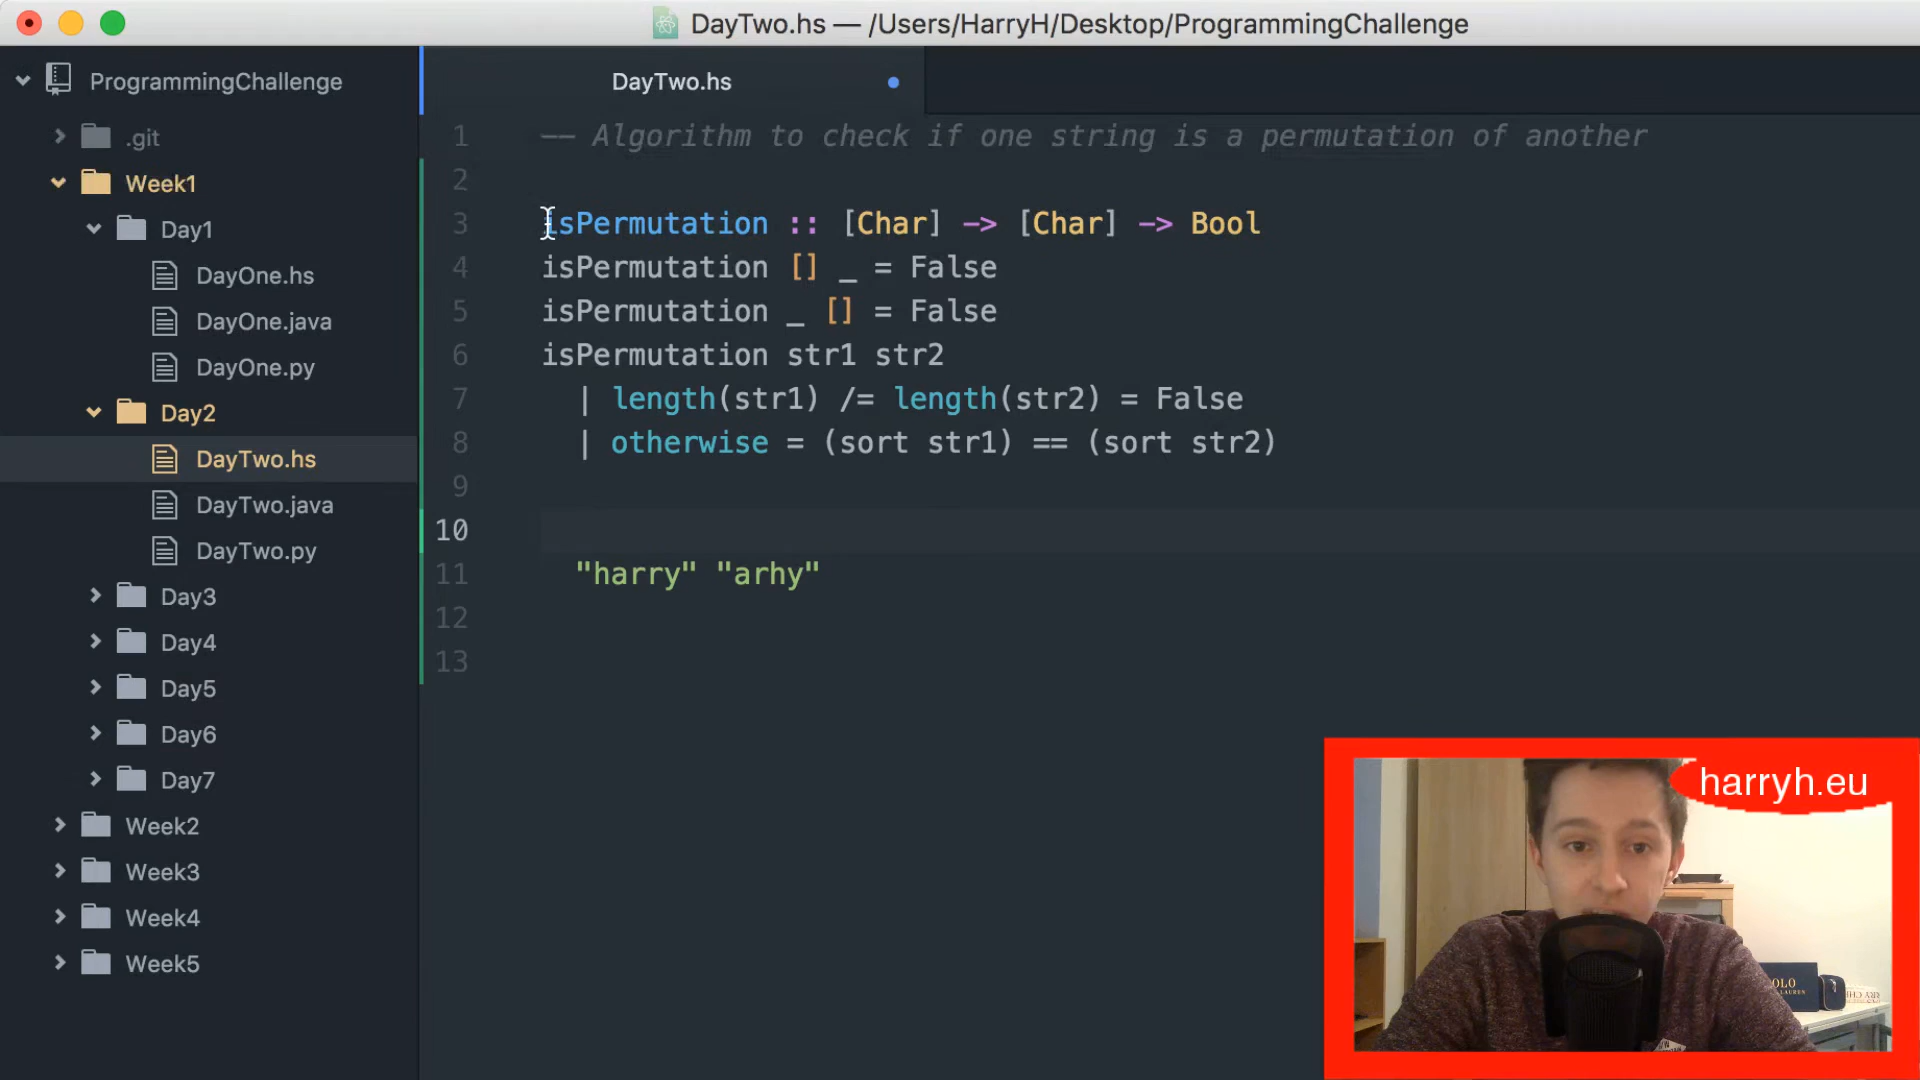 DayTwo.hs — /Users/HarryH/Desktop/ProgrammingChallenge
ProgrammingChallenge
.git
Week1
Day1
DayOne.hs
DayOne.java
DayOne.py
Day2
DayTwo.hs
DayTwo.java
DayTwo.py
Day3
Day4
Day5
Day6
Day7
Week2
Week3
Week4
Week5
DayTwo.hs
1 -- Algorithm to check if one string is a permutation of another
2
3 isPermutation :: [Char] -> [Char] -> Bool
4 isPermutation [] _ = False
5 isPermutation _ [] = False
6 isPermutation str1 str2
7 | length(str1) /= length(str2) = False
8 | otherwise = (sort str1) == (sort str2)
9
10
11 "harry" "arhy"
12
13
harryh.eu
OLO
LAUREN